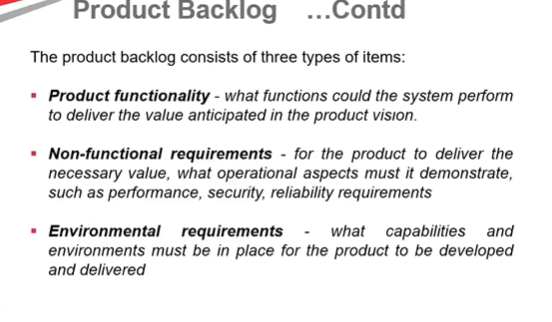 Product Backlog ...Contd
The product backlog consists of three types of items:
▪ Product functionality - what functions could the system perform
to deliver the value anticipated in the product vision.
▪ Non-functional requirements - for the product to deliver the
necessary value, what operational aspects must it demonstrate,
such as performance, security, reliability requirements
▪ Environmental requirements - what capabilities and
environments must be in place for the product to be developed
and delivered